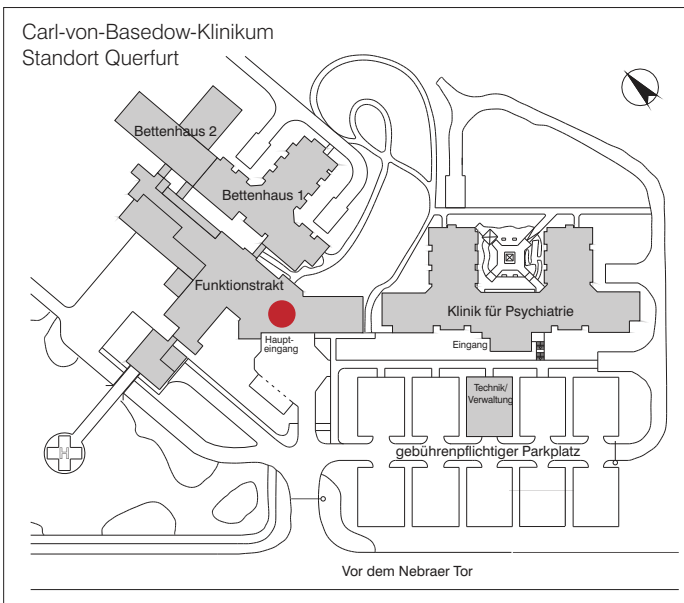 Carl-von-Basedow-Klinikum
Standort Querfurt
Bettenhaus 2
Bettenhaus 1
Funktionstrakt
Klinik für Psychiatrie
Haupt-
eingang
Eingang
Technik/
Verwaltung
gebührenpflichtiger Parkplatz
H
Vor dem Nebraer Tor